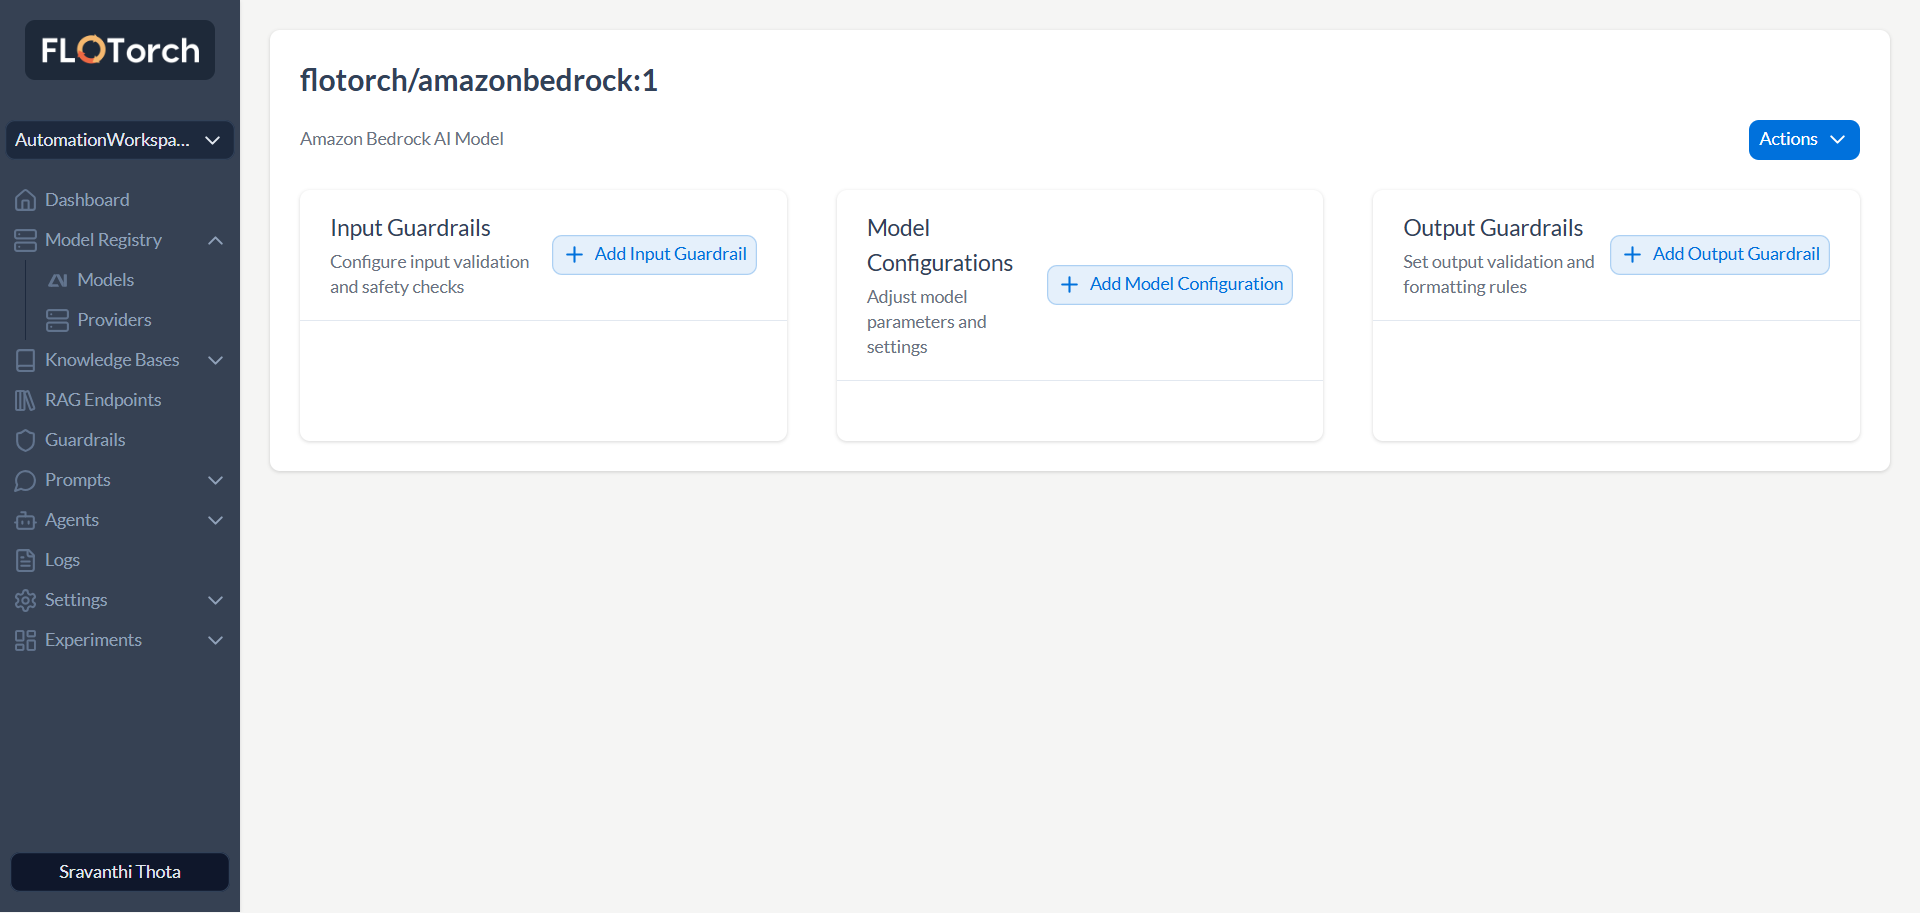 FLOTorch
AutomationWorkspa...
Dashboard
Model Registry
Models
Providers
Knowledge Bases
RAG Endpoints
Guardrails
Prompts
Agents
Logs
Settings
Experiments
Sravanthi Thota
flotorch/amazonbedrock:1
Amazon Bedrock AI Model
Actions
Input Guardrails
Configure input validation
and safety checks
Add Input Guardrail
Model
Configurations
Adjust model
parameters and
settings
Add Model Configuration
Output Guardrails
Set output validation and
formatting rules
Add Output Guardrail